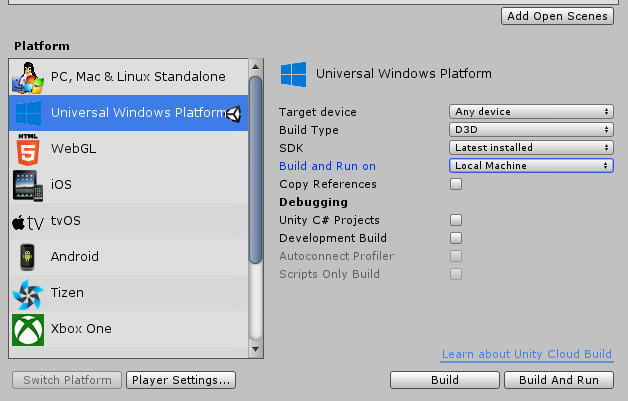 Add Open Scenes
Platform
PC, Mac & Linux Standalone
Universal Windows Platform
HTML
5
WebGL
iOS
tv
tvOS
Android
Tizen
Xbox One
Universal Windows Platform
Target device Any device
Build Type D3D
SDK Latest installed
Build and Run on Local Machine
Copy References
Debugging
Unity C# Projects
Development Build
Autoconnect Profiler
Scripts Only Build
Learn about Unity Cloud Build
Switch Platform Player Settings... Build Build And Run